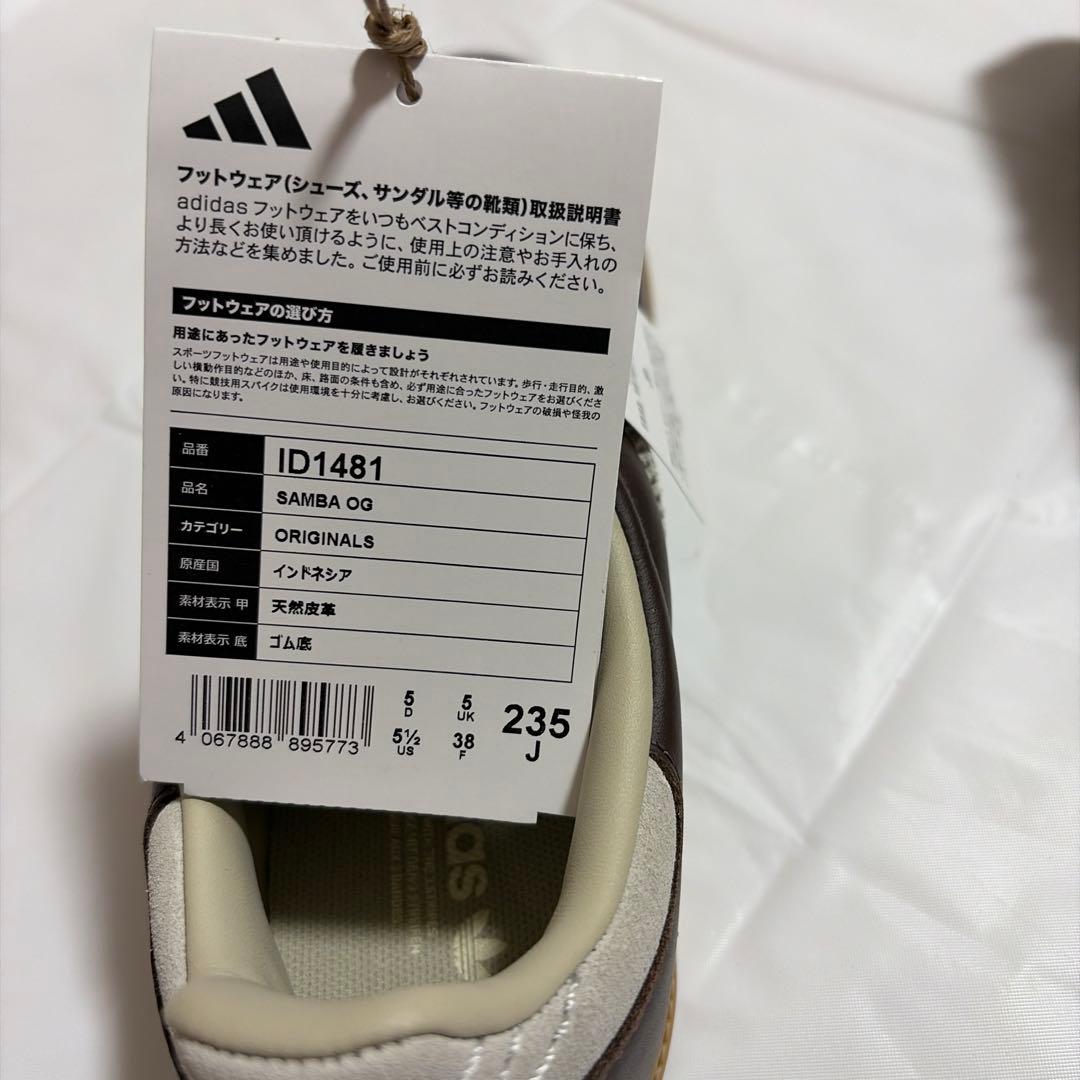 フットウェア(シューズ、サンダル等の靴類)取扱説明書
adidas フットウェアをいつもベストコンディションに保ち、
より長くお使い頂けるように、使用上の注意やお手入れの
方法などを集めました。ご使用前に必ずお読みください。
フットウェアの選び方
用途にあったフットウェアを履きましょう
スポーツフットウェアは用途や使用目的によって設計がそれぞれされています。歩行・走行目的、激
しい横動作目的などのほか、床、路面の条件も含め、必ず用途に合ったフットウェアをお選びくださ
い。特に競技用スパイクは使用環境を十分に考慮し、お選びください。フットウェアの破損や怪我の
原因になります。
品番 ID1481
品名 SAMBA OG
カテゴリー ORIGINALS
原産国 インドネシア
素材表示 甲 天然皮革
素材表示 底 ゴム底
5 D 5 UK
5½ US 38 F
235 J
4 067888 895773
das